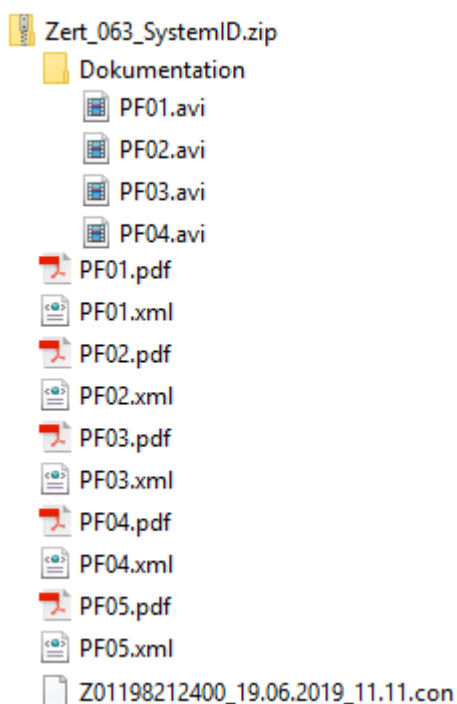 Zert_063_SystemID.zip
Dokumentation
PF01.avi
PF02.avi
PF03.avi
PF04.avi
PF01.pdf
PF01.xml
PF02.pdf
PF02.xml
PF03.pdf
PF03.xml
PF04.pdf
PF04.xml
PF05.pdf
PF05.xml
Z01198212400_19.06.2019_11.11.con